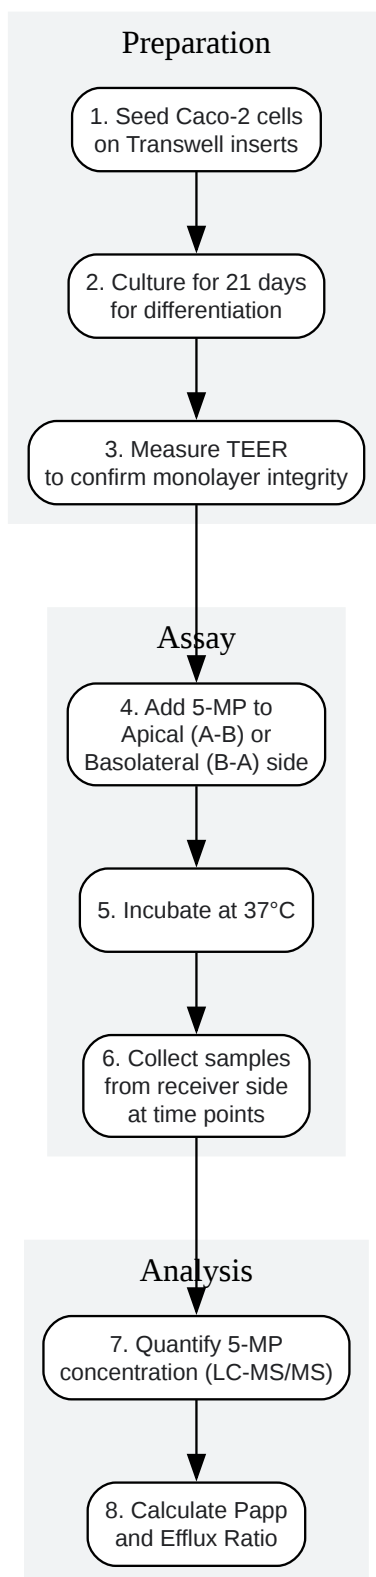 Preparation
1. Seed Caco-2 cells
on Transwell inserts
2. Culture for 21 days
for differentiation
3. Measure TEER
to confirm monolayer integrity
Assay
4. Add 5-MP to
Apical (A-B) or
Basolateral (B-A) side
5. Incubate at 37°C
6. Collect samples
from receiver side
at time points
Analysis
7. Quantify 5-MP
concentration (LC-MS/MS)
8. Calculate Papp
and Efflux Ratio